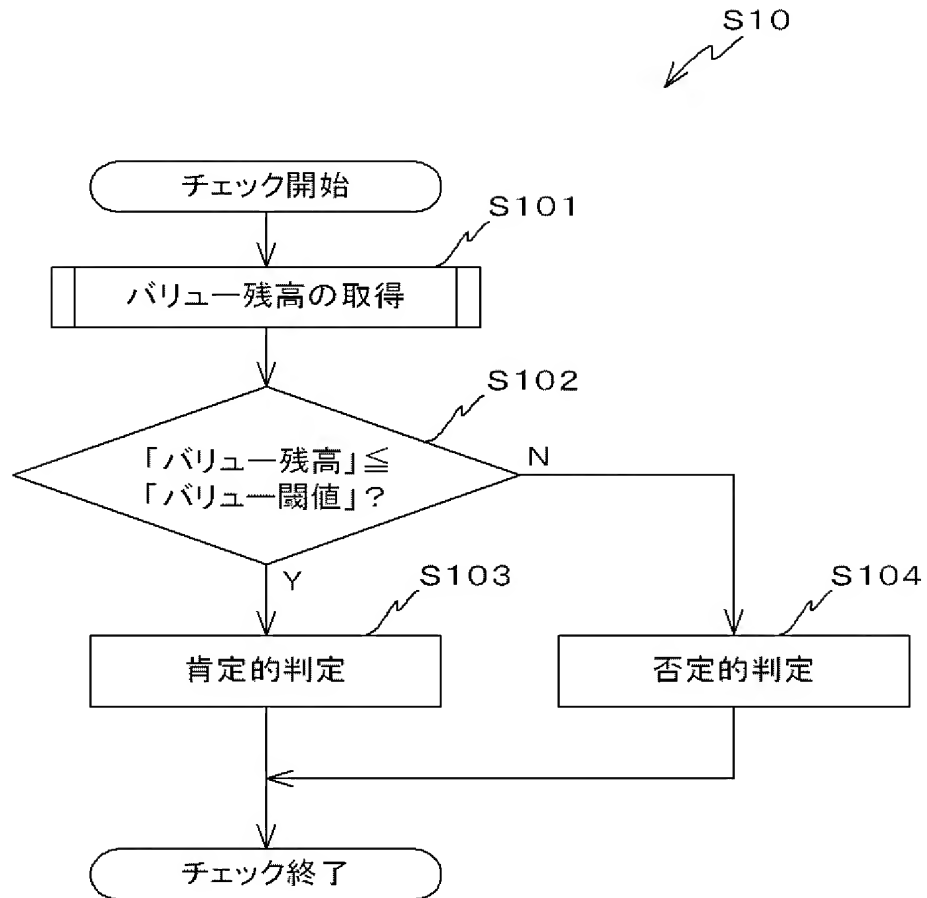 S10
チェック開始
S101
バリュー残高の取得
S102
「バリュー残高」≦
「バリュー閾値」?
N
Y
S103
S104
肯定的判定
否定的判定
チェック終了